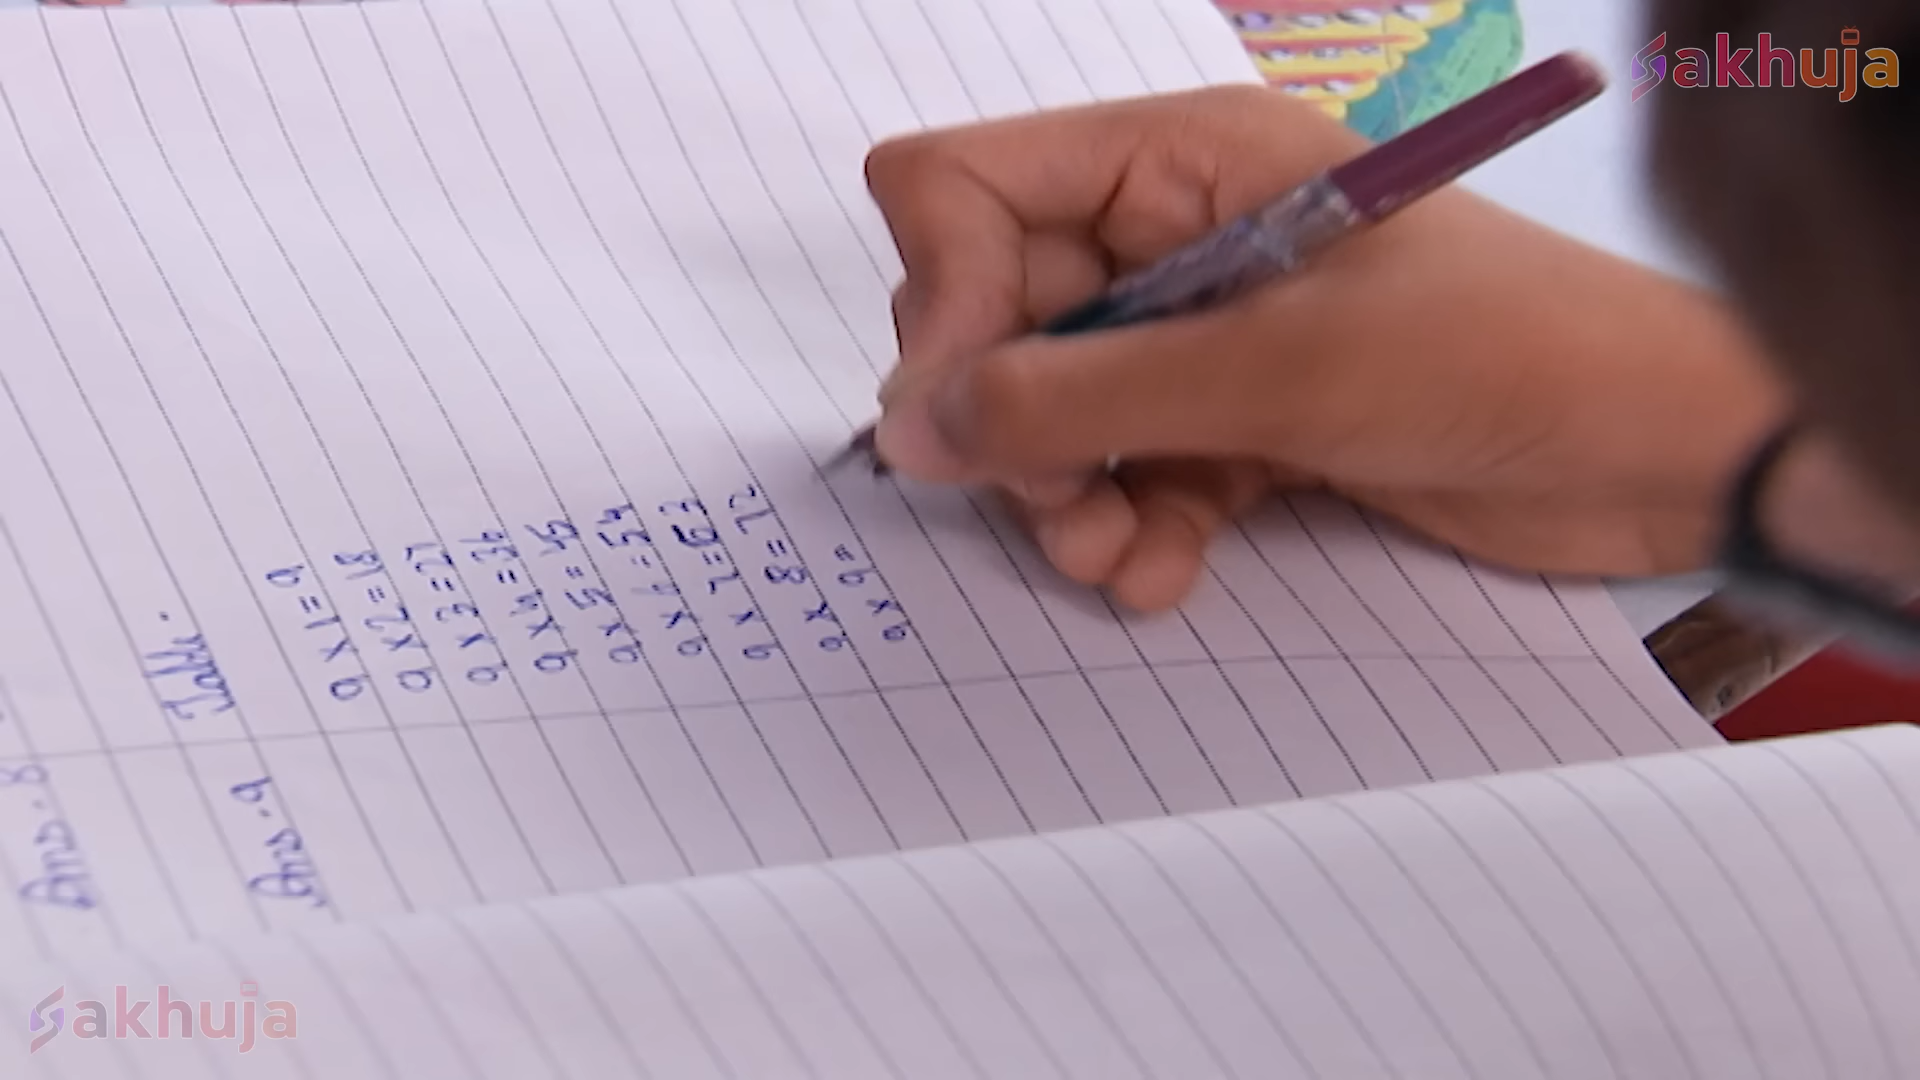 Sakhuja
Ans. 8
Table.
Ans. 9
9 x 1 = 9
9 x 2 = 18
9 x 3 = 27
9 x 4 = 36
9 x 5 = 45
9 x 6 = 54
9 x 7 = 63
9 x 8 = 72
9 x 9 =
Sakhuja